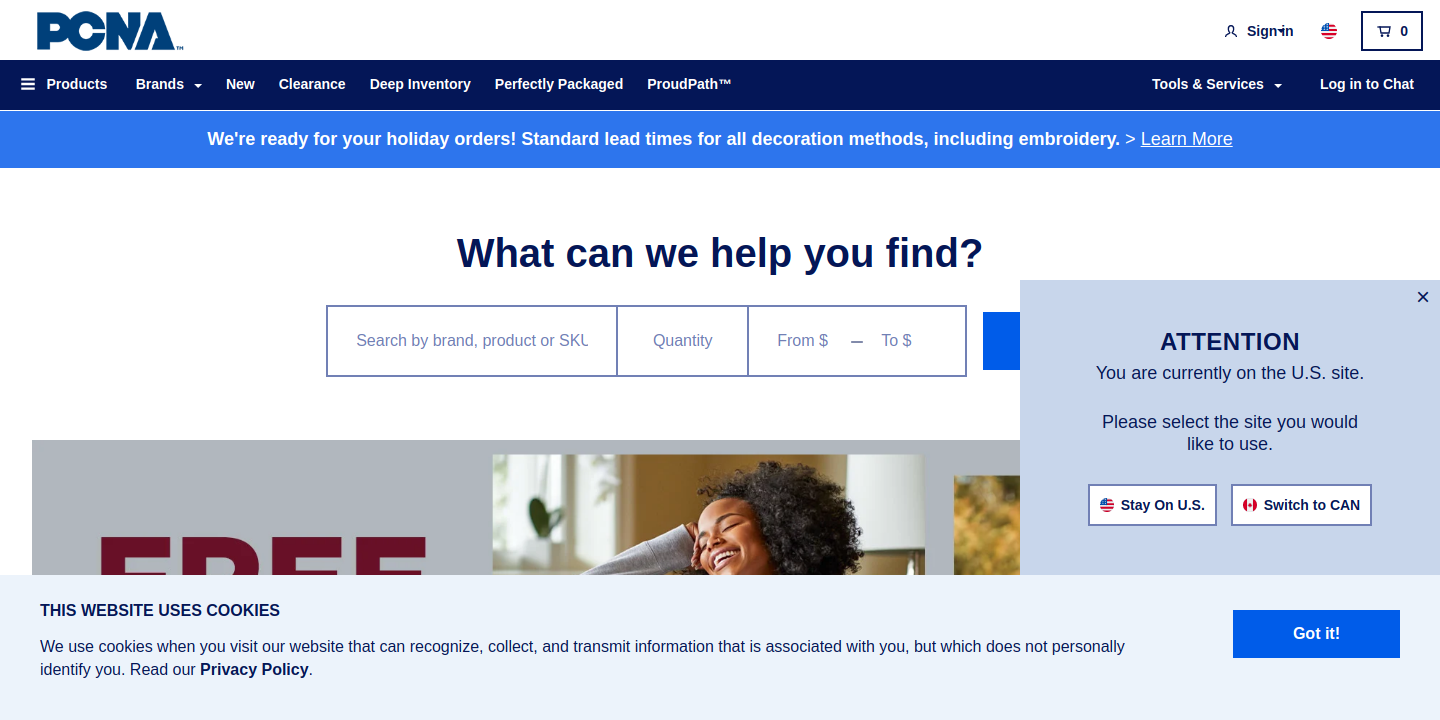 PCNA™
Sign in
0
Products
Brands
New
Clearance
Deep Inventory
Perfectly Packaged
ProudPath™
Tools & Services
Log in to Chat
We're ready for your holiday orders! Standard lead times for all decoration methods, including embroidery. > Learn More
What can we help you find?
Search by brand, product or SKU
Quantity
From $
–
To $
×
ATTENTION
You are currently on the U.S. site.
Please select the site you would
like to use.
Stay On U.S.
Switch to CAN
FREE
THIS WEBSITE USES COOKIES
We use cookies when you visit our website that can recognize, collect, and transmit information that is associated with you, but which does not personally
identify you. Read our Privacy Policy.
Got it!